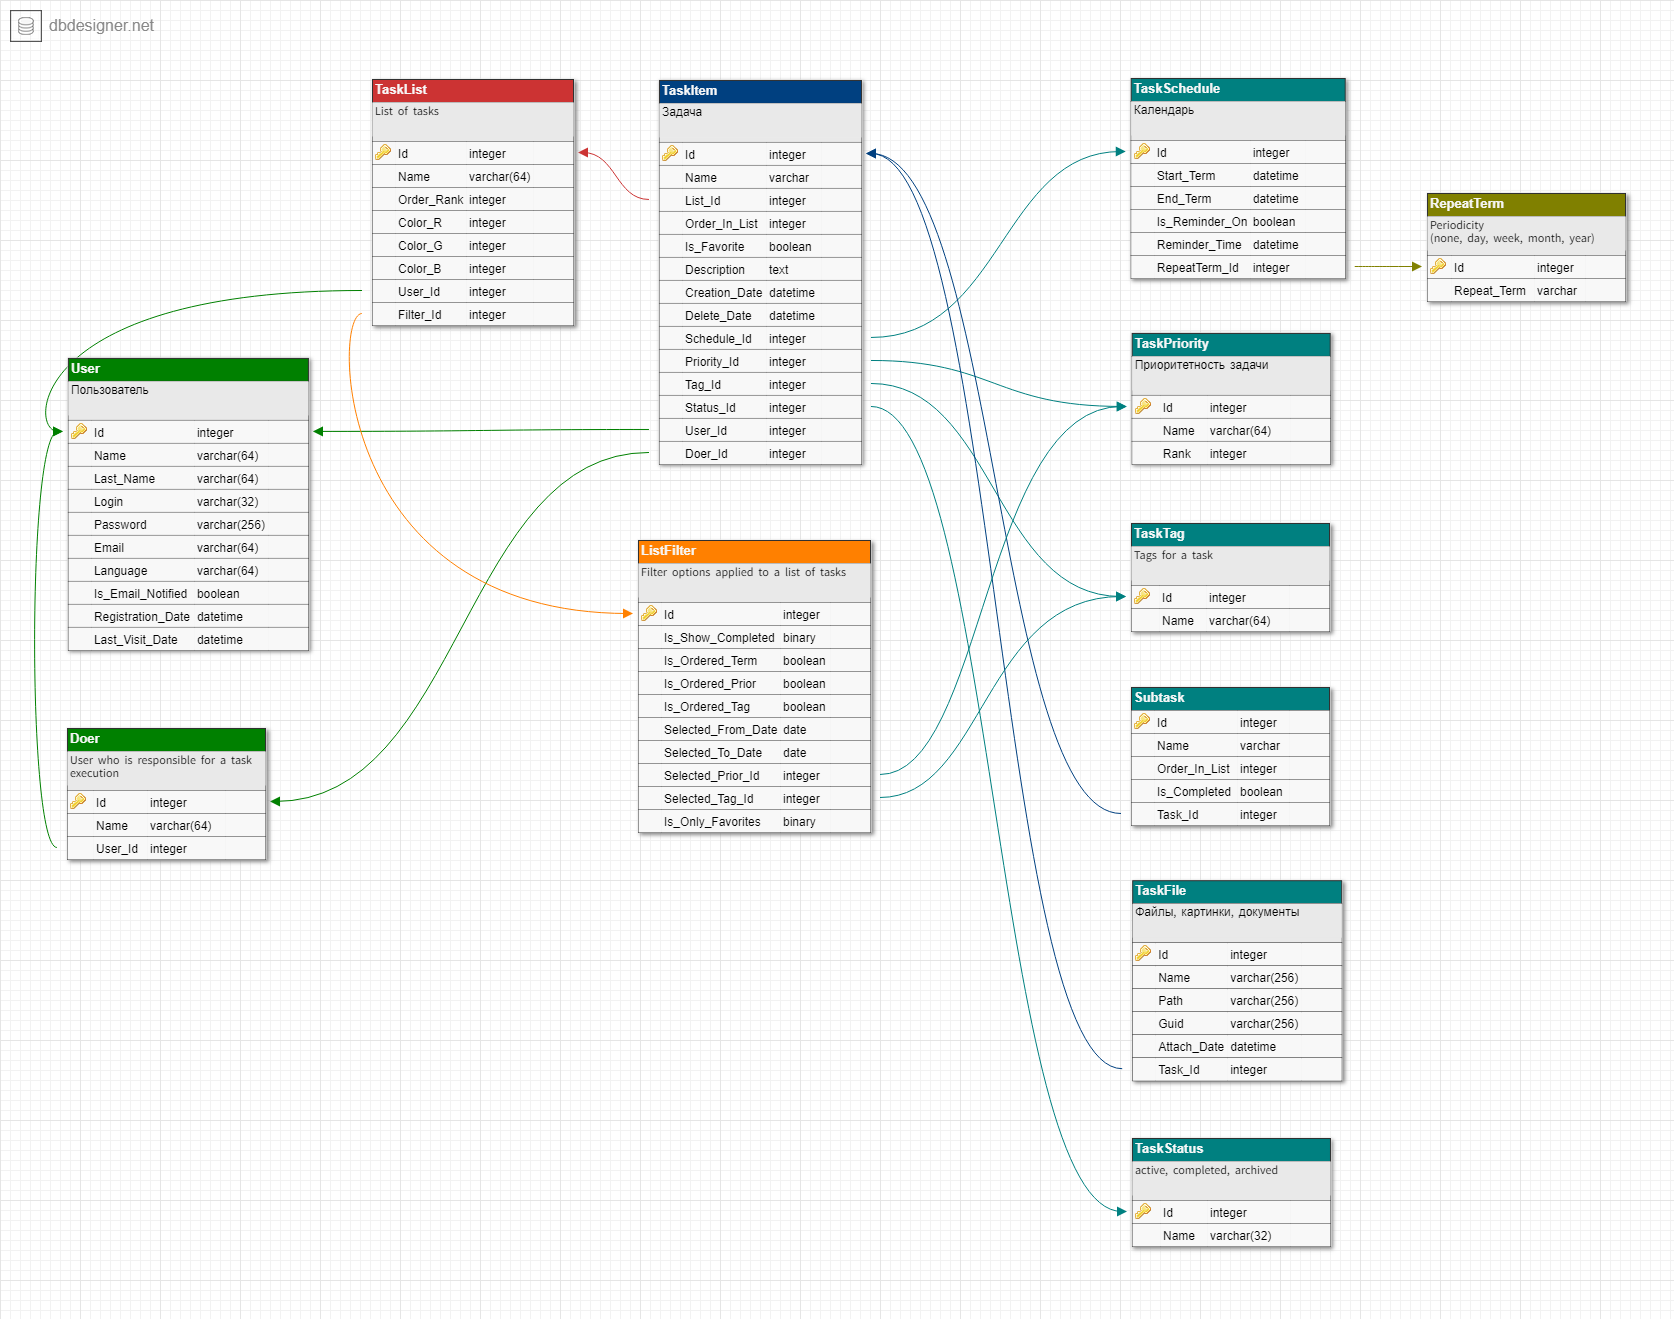 dbdesigner.net
TaskList
List of tasks
Id integer
Name varchar(64)
Order_Rank integer
Color_R integer
Color_G integer
Color_B integer
User_Id integer
Filter_Id integer
TaskItem
Задача
Id integer
Name varchar
List_Id integer
Order_In_List integer
Is_Favorite boolean
Description text
Creation_Date datetime
Delete_Date datetime
Schedule_Id integer
Priority_Id integer
Tag_Id integer
Status_Id integer
User_Id integer
Doer_Id integer
TaskSchedule
Календарь
Id integer
Start_Term datetime
End_Term datetime
Is_Reminder_On boolean
Reminder_Time datetime
RepeatTerm_Id integer
RepeatTerm
Periodicity
(none, day, week, month, year)
Id integer
Repeat_Term varchar
User
Пользователь
Id integer
Name varchar(64)
Last_Name varchar(64)
Login varchar(32)
Password varchar(256)
Email varchar(64)
Language varchar(64)
Is_Email_Notified boolean
Registration_Date datetime
Last_Visit_Date datetime
TaskPriority
Приоритетность задачи
Id integer
Name varchar(64)
Rank integer
ListFilter
Filter options applied to a list of tasks
Id integer
Is_Show_Completed binary
Is_Ordered_Term boolean
Is_Ordered_Prior boolean
Is_Ordered_Tag boolean
Selected_From_Date date
Selected_To_Date date
Selected_Prior_Id integer
Selected_Tag_Id integer
Is_Only_Favorites binary
TaskTag
Tags for a task
Id integer
Name varchar(64)
Doer
User who is responsible for a task
execution
Id integer
Name varchar(64)
User_Id integer
Subtask
Id integer
Name varchar
Order_In_List integer
Is_Completed boolean
Task_Id integer
TaskFile
Файлы, картинки, документы
Id integer
Name varchar(256)
Path varchar(256)
Guid varchar(256)
Attach_Date datetime
Task_Id integer
TaskStatus
active, completed, archived
Id integer
Name varchar(32)